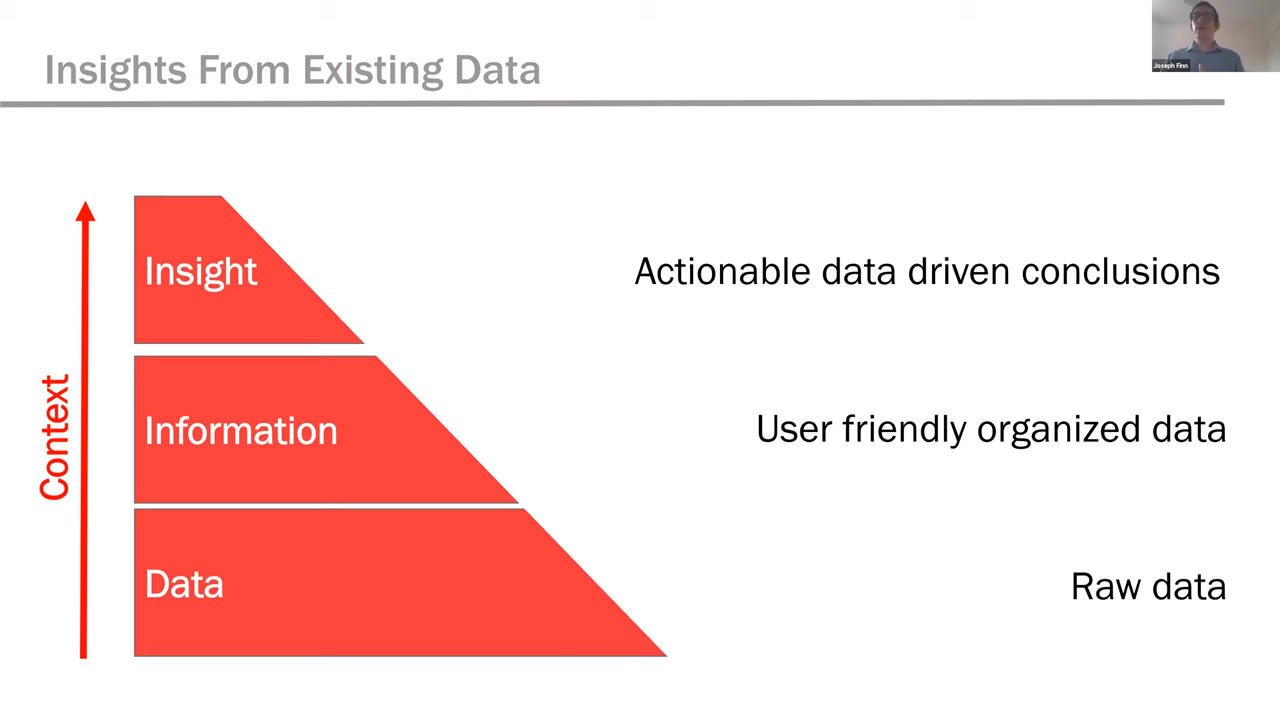 Insights From Existing Data
Joseph Finn
Insight
Actionable data driven conclusions
Context
Information
User friendly organized data
Data
Raw data